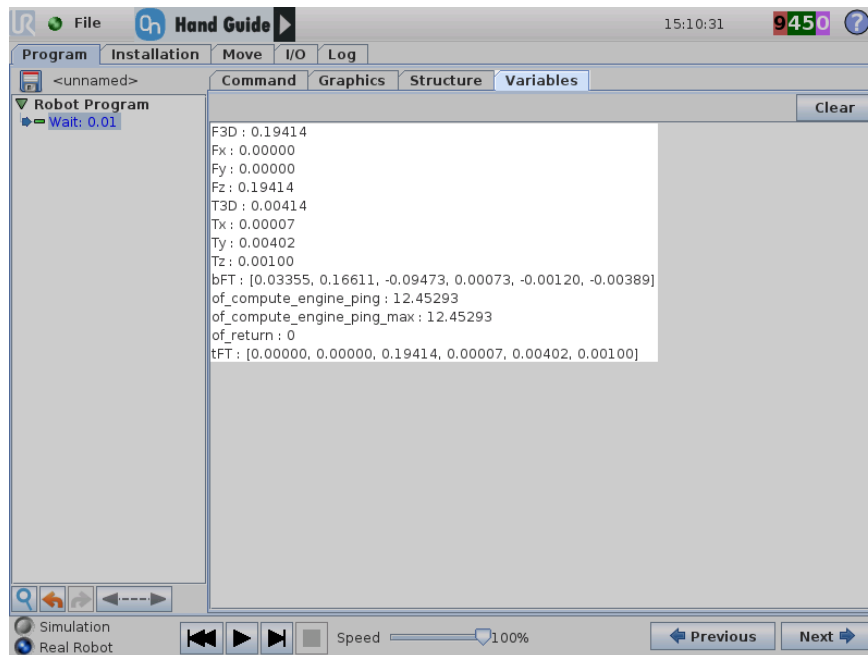 UR File On Hand Guide 15:10:31 9450 ?
Program Installation Move I/O Log
<unnamed> Command Graphics Structure Variables
Robot Program
Wait: 0.01
Clear
F3D : 0.19414
Fx : 0.00000
Fy : 0.00000
Fz : 0.19414
T3D : 0.00414
Tx : 0.00007
Ty : 0.00402
Tz : 0.00100
bFT : [0.03355, 0.16611, -0.09473, 0.00073, -0.00120, -0.00389]
of_compute_engine_ping : 12.45293
of_compute_engine_ping_max : 12.45293
of_return : 0
tFT : [0.00000, 0.00000, 0.19414, 0.00007, 0.00402, 0.00100]
Simulation
Real Robot
Speed 100%
Previous Next